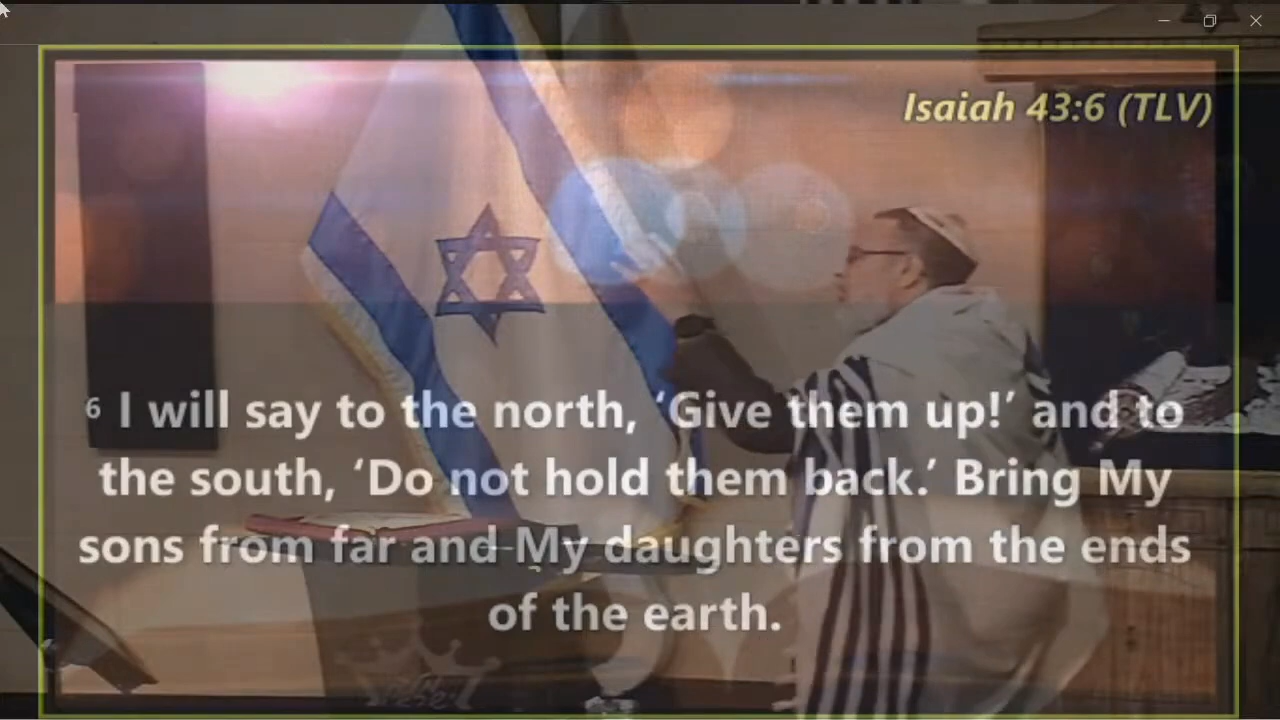 Isaiah 43:6 (TLV)
6 I will say to the north, ‘Give them up!’ and to
the south, ‘Do not hold them back.’ Bring My
sons from far and My daughters from the ends
of the earth.